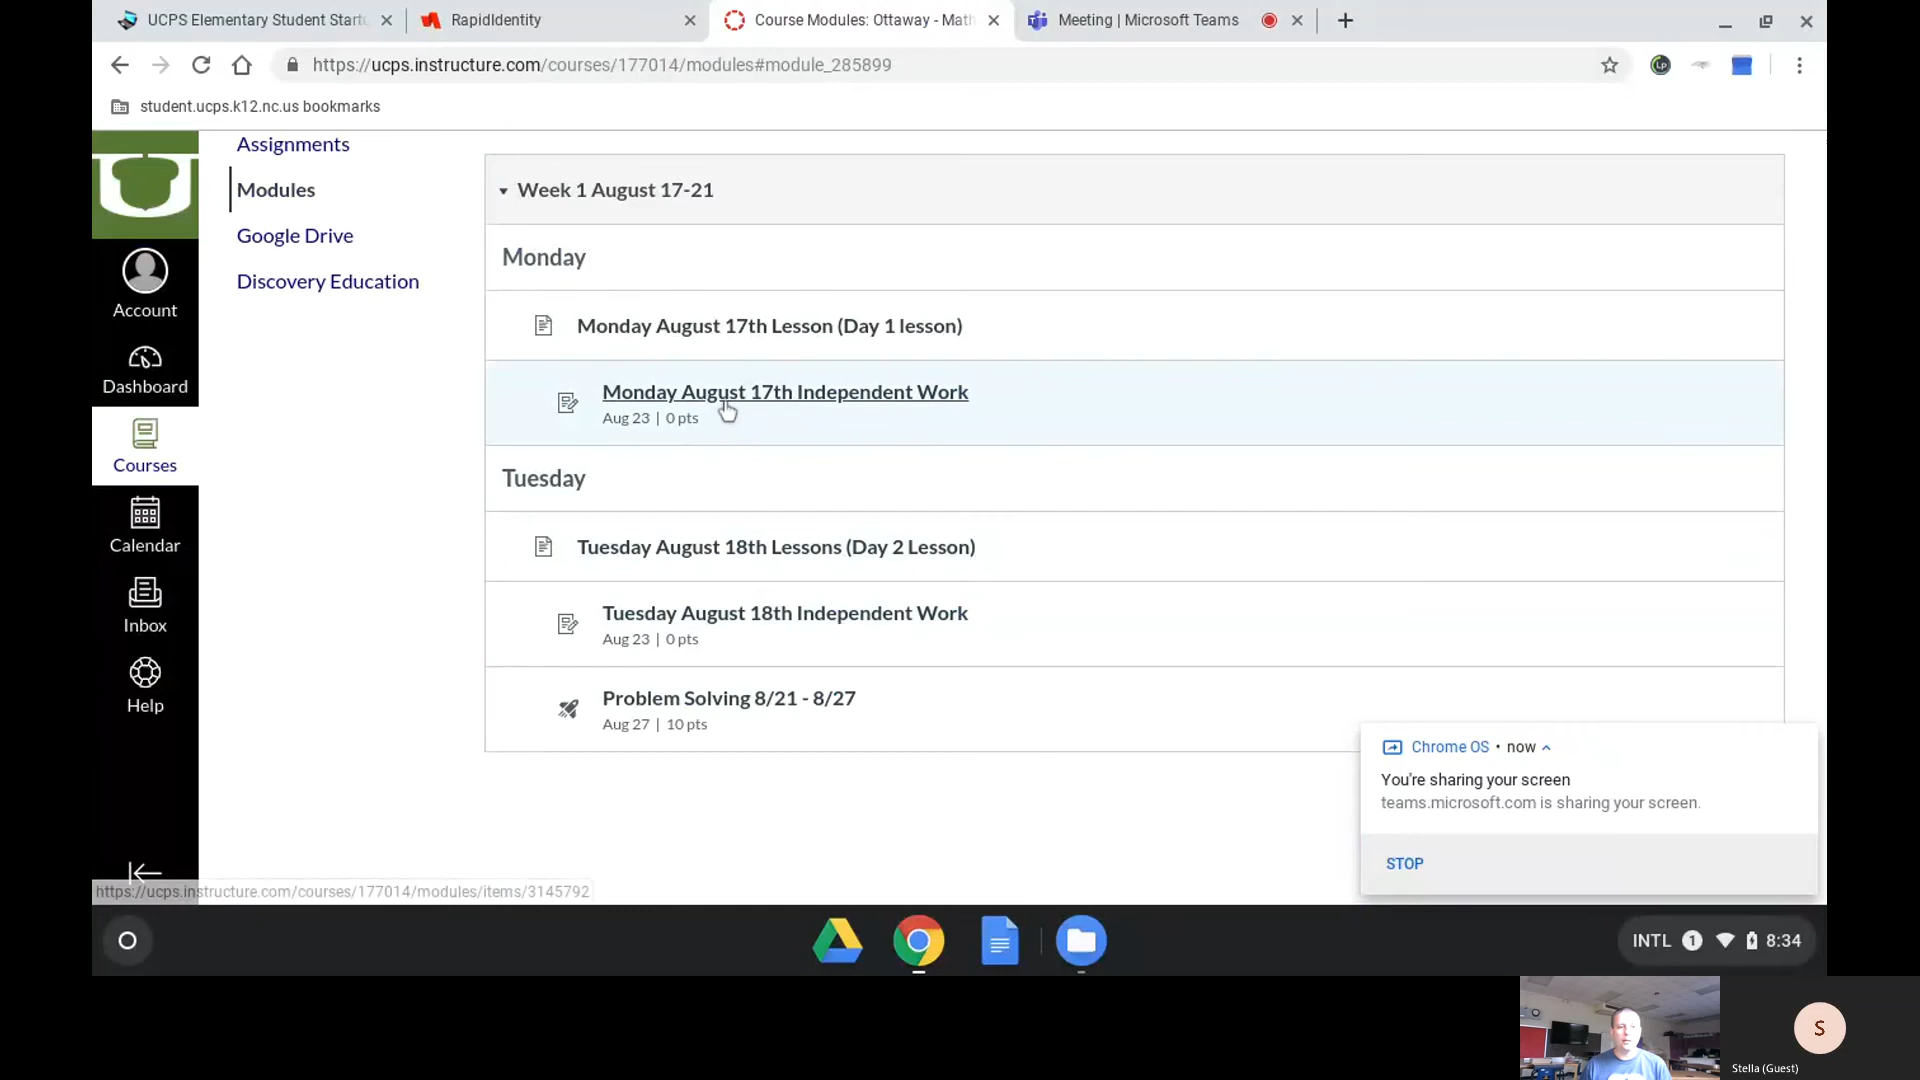 UCPS Elementary Student Start
RapidIdentity
Course Modules: Ottaway - Math
Meeting | Microsoft Teams
https://ucps.instructure.com/courses/177014/modules#module_285899
student.ucps.k12.nc.us bookmarks
Assignments
Modules
Google Drive
Discovery Education
Account
Dashboard
Courses
Calendar
Inbox
Help
Week 1 August 17-21
Monday
Monday August 17th Lesson (Day 1 lesson)
Monday August 17th Independent Work
Aug 23 | 0 pts
Tuesday
Tuesday August 18th Lessons (Day 2 Lesson)
Tuesday August 18th Independent Work
Aug 23 | 0 pts
Problem Solving 8/21 - 8/27
Aug 27 | 10 pts
Chrome OS • now
You're sharing your screen
teams.microsoft.com is sharing your screen.
STOP
https://ucps.instructure.com/courses/177014/modules/items/3145792
INTL 1 8:34
S
Stella (Guest)